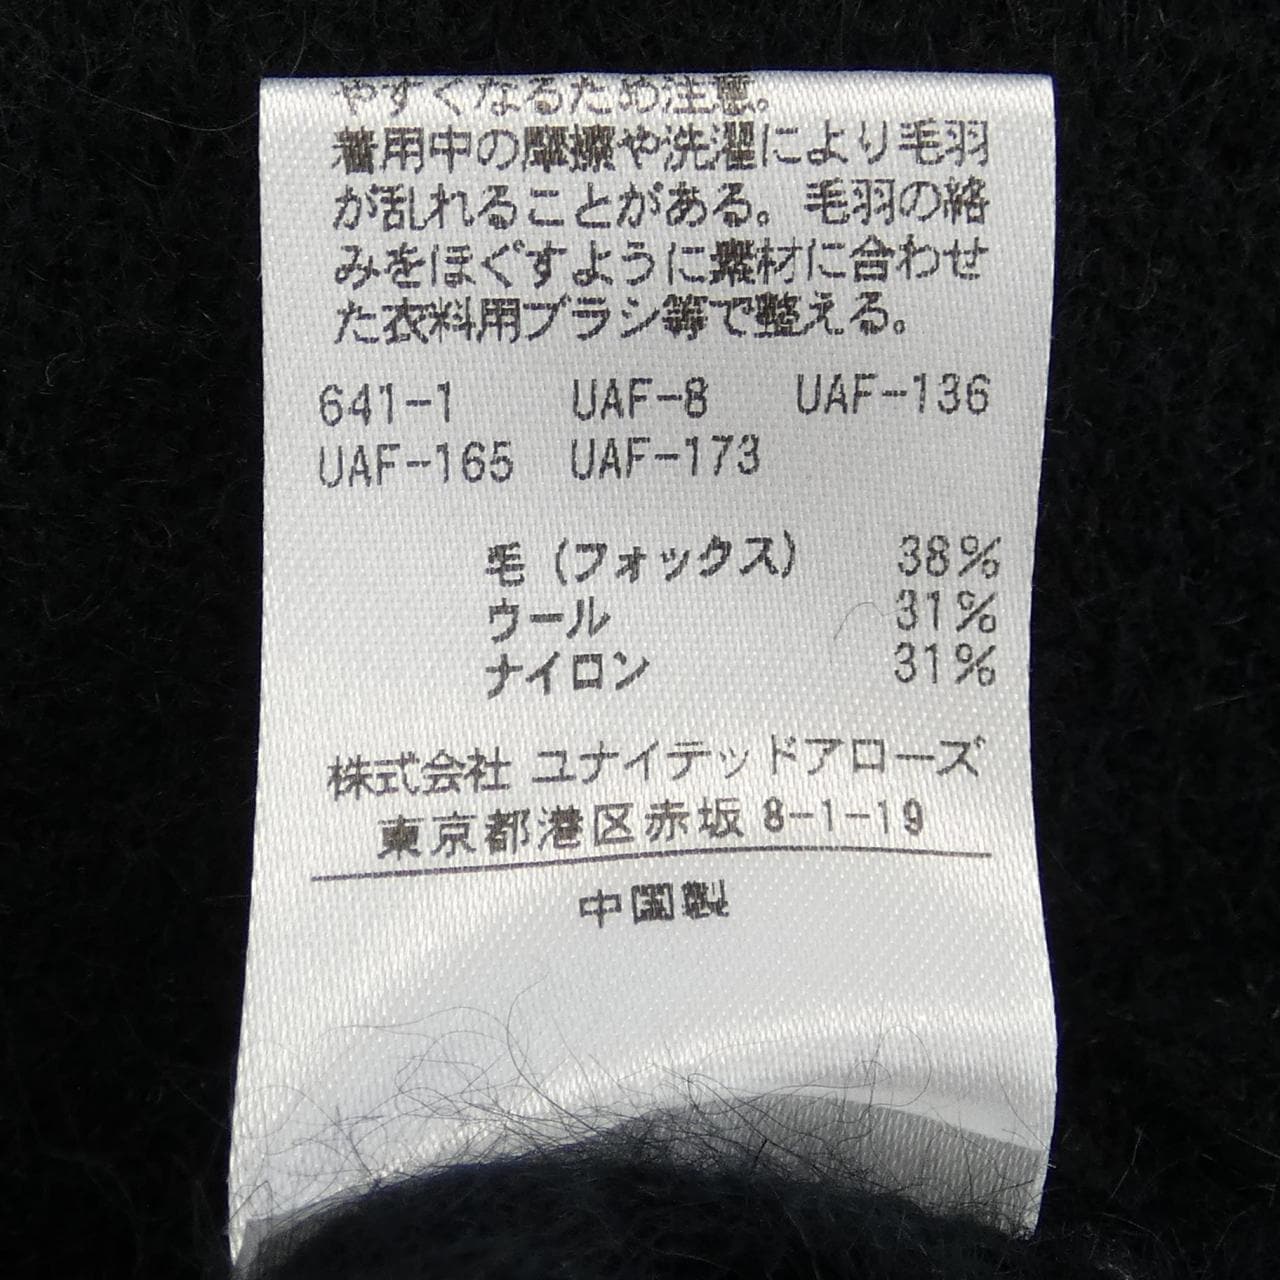 やすくなるため注意。
着用中の摩擦や洗濯により毛羽
が乱れることがある。毛羽の絡
みをほぐすように素材に合わせ
た衣料用ブラシ等で整える。
641-1 UAF-8 UAF-136
UAF-165 UAF-173
毛(フォックス) 38%
ウール 31%
ナイロン 31%
株式会社 ユナイテッドアローズ
東京都港区赤坂 8-1-19
中国製